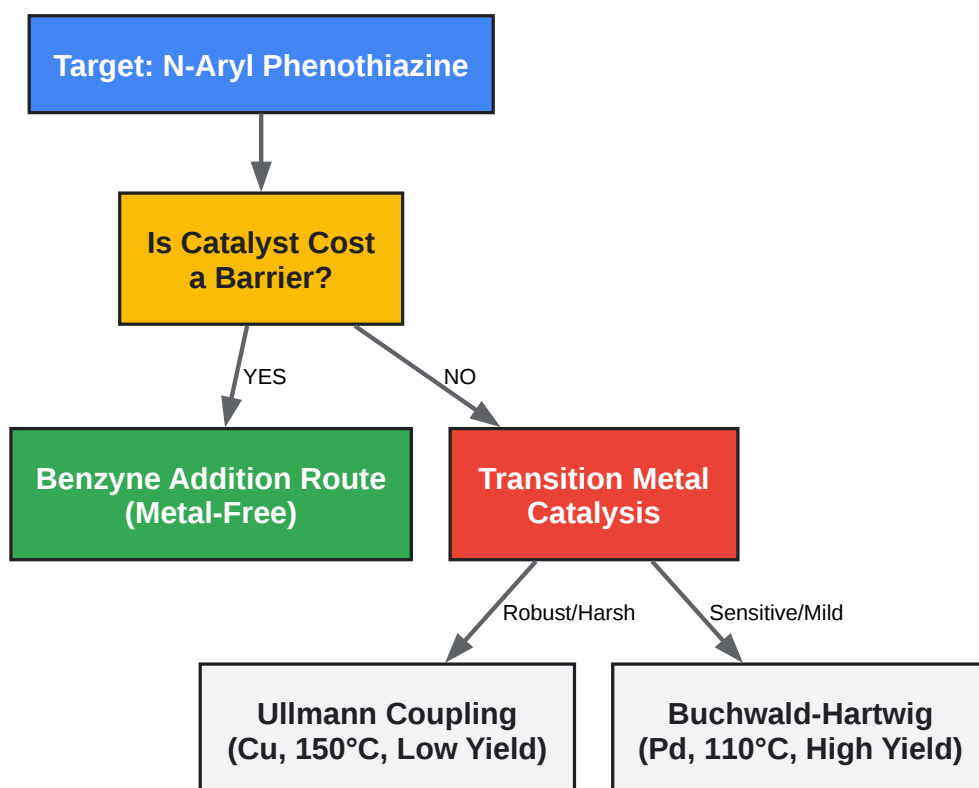 Target: N-Aryl Phenothiazine
Is Catalyst Cost
a Barrier?
YES
NO
Benzyne Addition Route
(Metal-Free)
Transition Metal
Catalysis
Robust/Harsh
Sensitive/Mild
Ullmann Coupling
(Cu, 150°C, Low Yield)
Buchwald-Hartwig
(Pd, 110°C, High Yield)